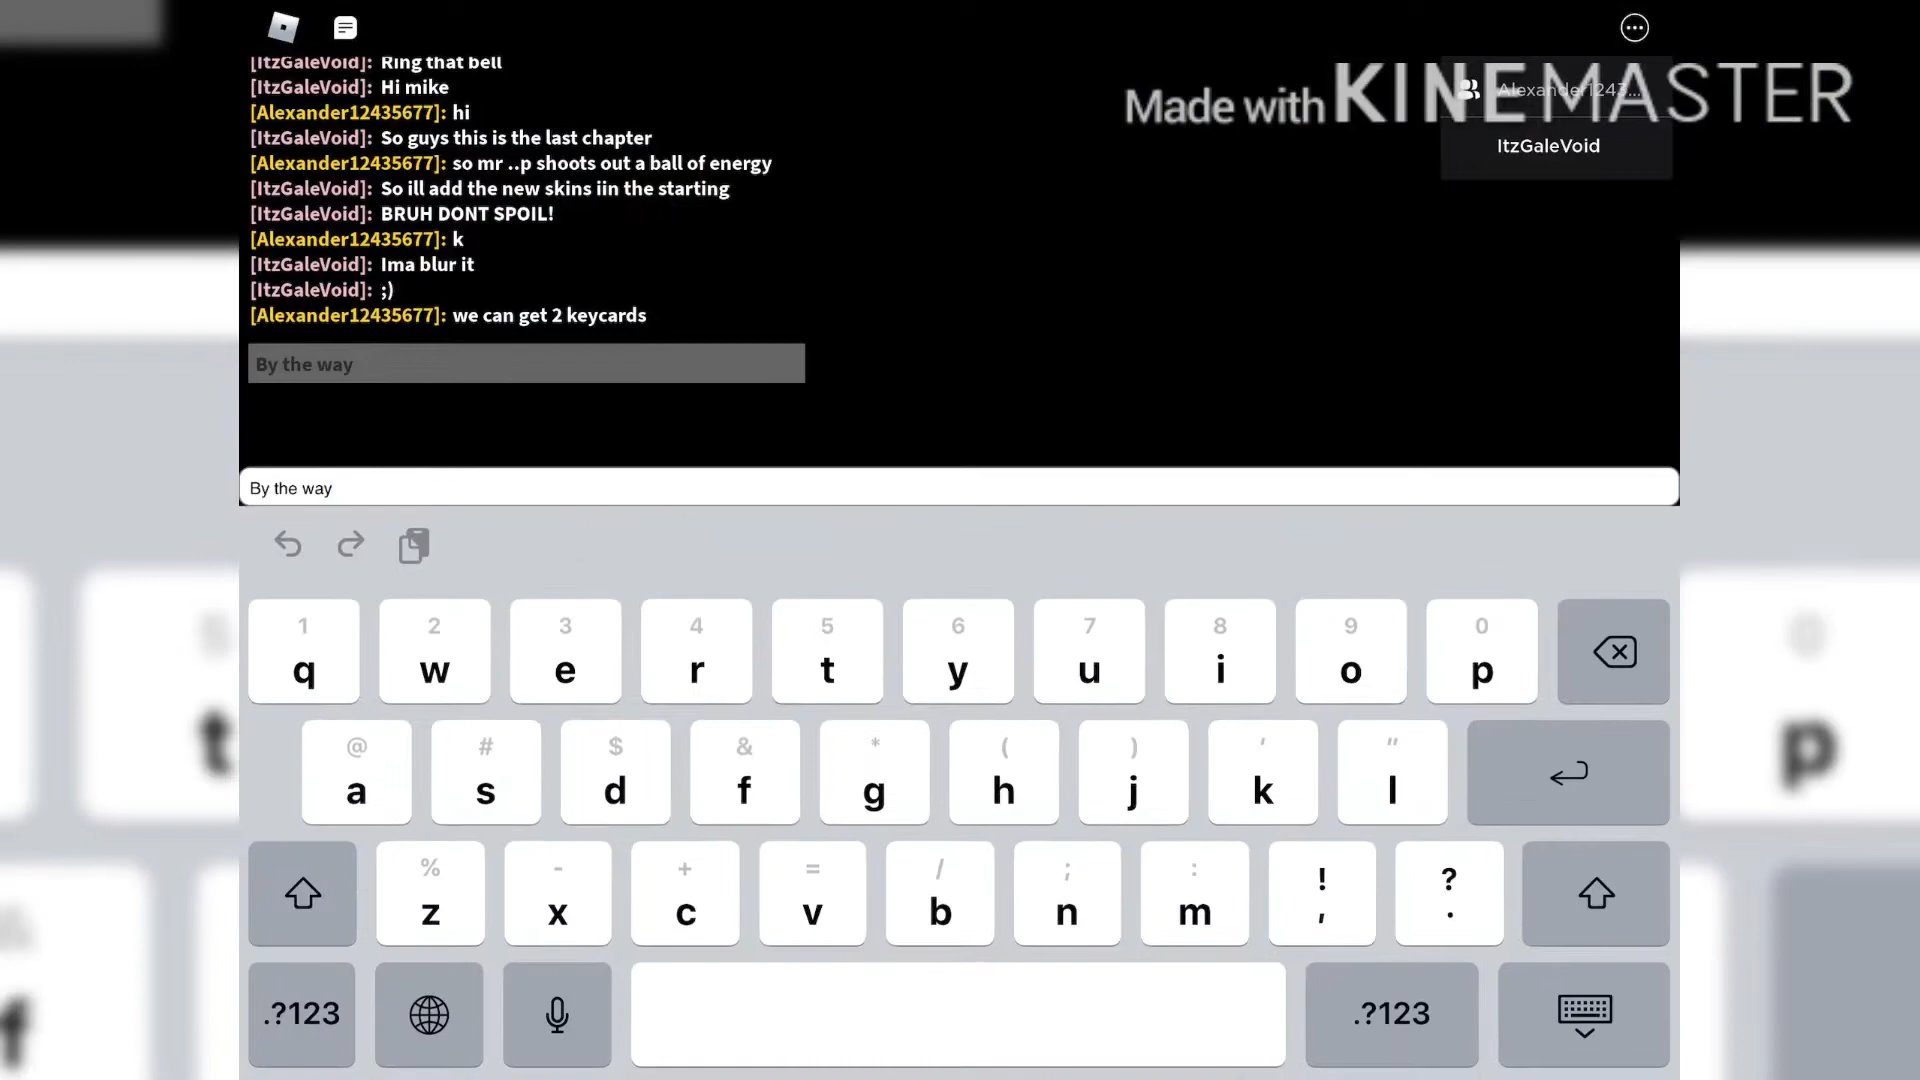 [ItzGaleVoid]: Ring that bell
[ItzGaleVoid]: Hi mike
[Alexander12435677]: hi
[ItzGaleVoid]: So guys this is the last chapter
[Alexander12435677]: so mr ..p shoots out a ball of energy
[ItzGaleVoid]: So ill add the new skins iin the starting
[ItzGaleVoid]: BRUH DONT SPOIL!
[Alexander12435677]: k
[ItzGaleVoid]: Ima blur it
[ItzGaleVoid]: ;)
[Alexander12435677]: we can get 2 keycards
By the way
Made with KINEMASTER
Alexander1243...
ItzGaleVoid
By the way
1 2 3 4 5 6 7 8 9 0
q w e r t y u i o p
@ # $ & * ( ) ' "
a s d f g h j k l
% - + = / ; : ! ?
z x c v b n m , .
.?123 .?123
t
p
f